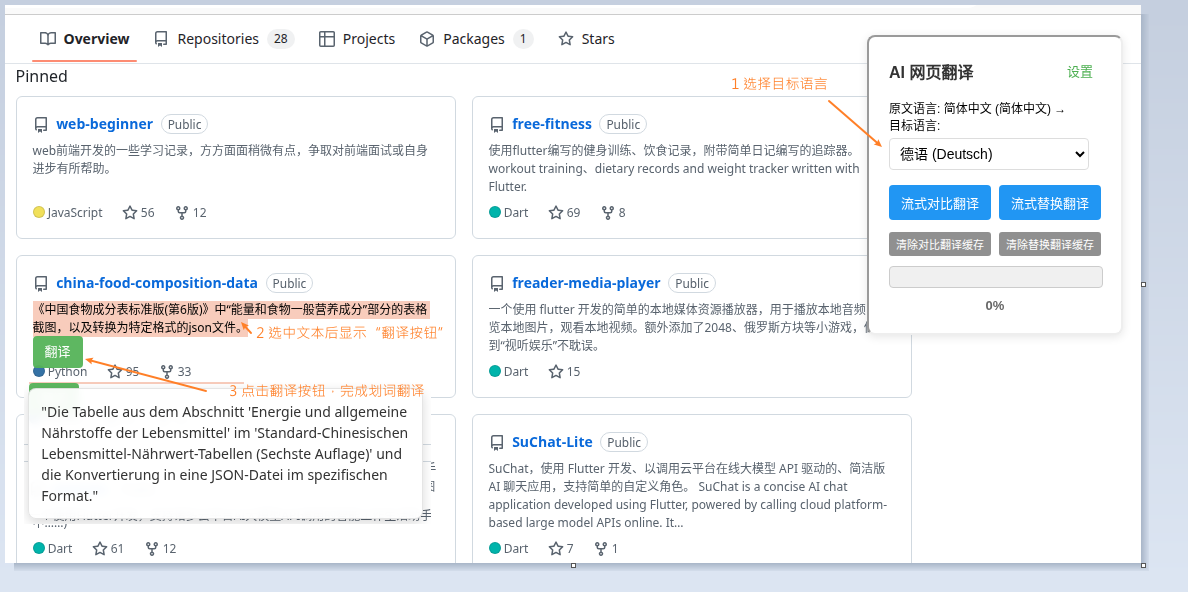 Overview
Repositories 28
Projects
Packages 1
Stars
Pinned
web-beginner Public
web前端开发的一些学习记录，方方面面稍微有点，争取对前端面试或自身
进步有所帮助。
JavaScript 56 12
free-fitness Public
使用flutter编写的健身训练、饮食记录，附带简单日记编写的追踪器。
workout training、dietary records and weight tracker written with
Flutter.
Dart 69 8
china-food-composition-data Public
《中国食物成分表标准版(第6版)》中“能量和食物一般营养成分”部分的表格
截图，以及转换为特定格式的json文件。
2 选中文本后显示“翻译按钮”
翻译
Python 95 33
3 点击翻译按钮 · 完成划词翻译
"Die Tabelle aus dem Abschnitt 'Energie und allgemeine
Nährstoffe der Lebensmittel' im 'Standard-Chinesischen
Lebensmittel-Nährwert-Tabellen (Sechste Auflage)' und
die Konvertierung in eine JSON-Datei im spezifischen
Format."
Dart 61 12
freader-media-player Public
一个使用 flutter 开发的简单的本地媒体资源播放器，用于播放本地音频
览本地图片，观看本地视频。额外添加了2048、俄罗斯方块等小游戏，
到“视听娱乐”不耽误。
Dart 15
SuChat-Lite Public
SuChat，使用 Flutter 开发、以调用云平台在线大模型 API 驱动的、简洁版
AI 聊天应用，支持简单的自定义角色。 SuChat is a concise AI chat
application developed using Flutter, powered by calling cloud platform-
based large model APIs online. It...
Dart 7 1
1 选择目标语言
AI 网页翻译
设置
原文语言: 简体中文 (简体中文) →
目标语言:
德语 (Deutsch)
流式对比翻译 流式替换翻译
清除对比翻译缓存 清除替换翻译缓存
0%